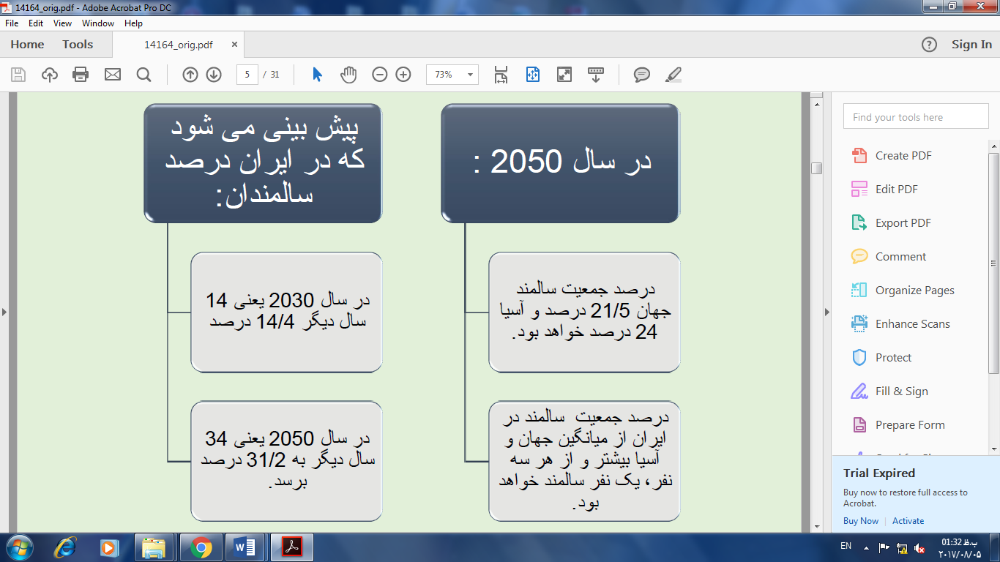 14164_orig.pdf - Adobe Acrobat Pro DC
File Edit View Window Help
Home Tools 14164_orig.pdf × ? Sign In
5 / 31 73%
در سال 2050 :
درصد جمعیت سالمند
جهان 21/5 درصد و آسیا
24 درصد خواهد بود.
درصد جمعیت سالمند در
ایران از میانگین جهان و
آسیا بیشتر و از هر سه
نفر، یک نفر سالمند خواهد
بود.
پیش بینی می شود
که در ایران درصد
سالمندان:
در سال 2030 یعنی 14
سال دیگر 14/4 درصد
در سال 2050 یعنی 34
سال دیگر به 31/2 درصد
برسد.
Find your tools here
Create PDF
Edit PDF
Export PDF
Comment
Organize Pages
Enhance Scans
Protect
Fill & Sign
Prepare Form
Trial Expired
Buy now to restore full access to
Acrobat.
Buy Now | Activate
EN
01:32 ب.ظ
۲۰۱۷/۰۸/۰۵